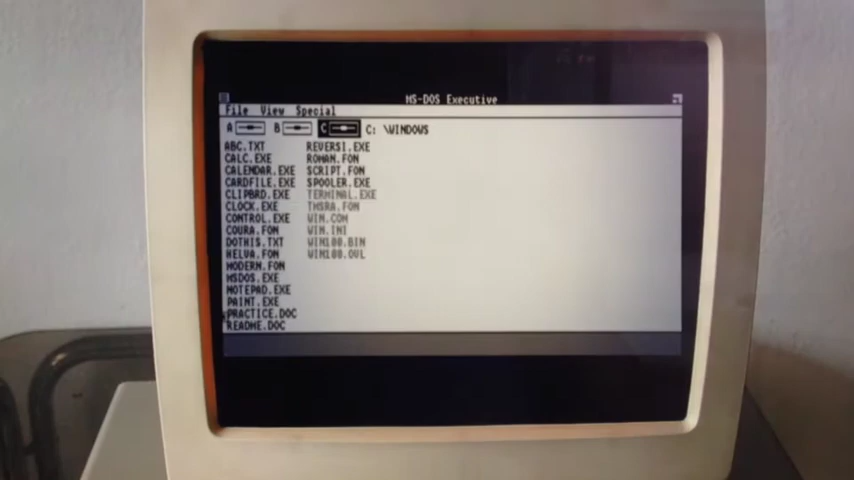 MS-DOS Executive
File View Special
A B C C: \WINDOWS
ABC.TXT REVERSI.EXE
CALC.EXE ROMAN.FON
CALENDAR.EXE SCRIPT.FON
CARDFILE.EXE SPOOLER.EXE
CLIPBRD.EXE TERMINAL.EXE
CLOCK.EXE TMSRA.FON
CONTROL.EXE WIN.COM
COURA.FON WIN.INI
DOTHIS.TXT WIN100.BIN
HELVA.FON WIN100.OVL
MODERN.FON
MSDOS.EXE
NOTEPAD.EXE
PAINT.EXE
PRACTICE.DOC
README.DOC